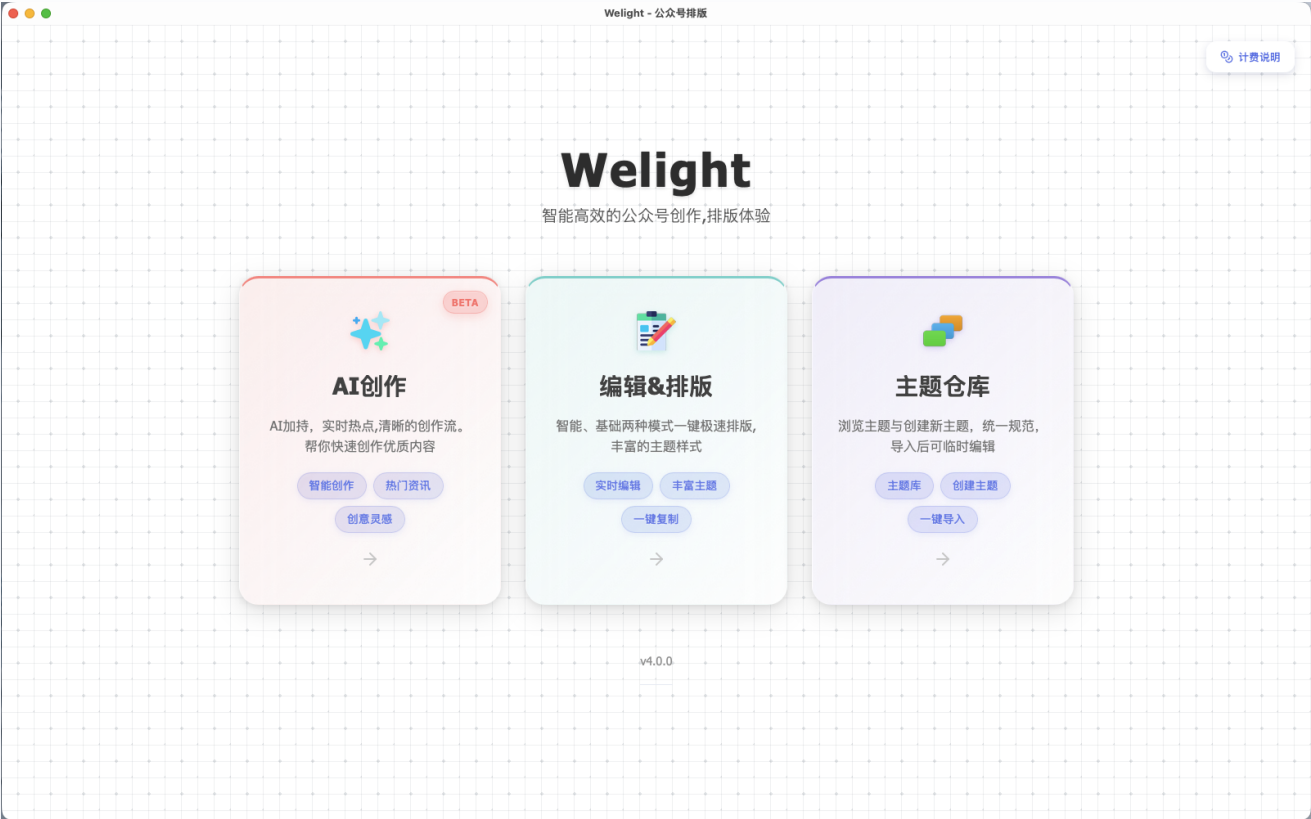 Welight - 公众号排版
计费说明
Welight
智能高效的公众号创作,排版体验
BETA
AI创作
AI加持，实时热点,清晰的创作流。
帮你快速创作优质内容
智能创作
热门资讯
创意灵感
编辑&排版
智能、基础两种模式一键极速排版,
丰富的主题样式
实时编辑
丰富主题
一键复制
主题仓库
浏览主题与创建新主题，统一规范，
导入后可临时编辑
主题库
创建主题
一键导入
v4.0.0